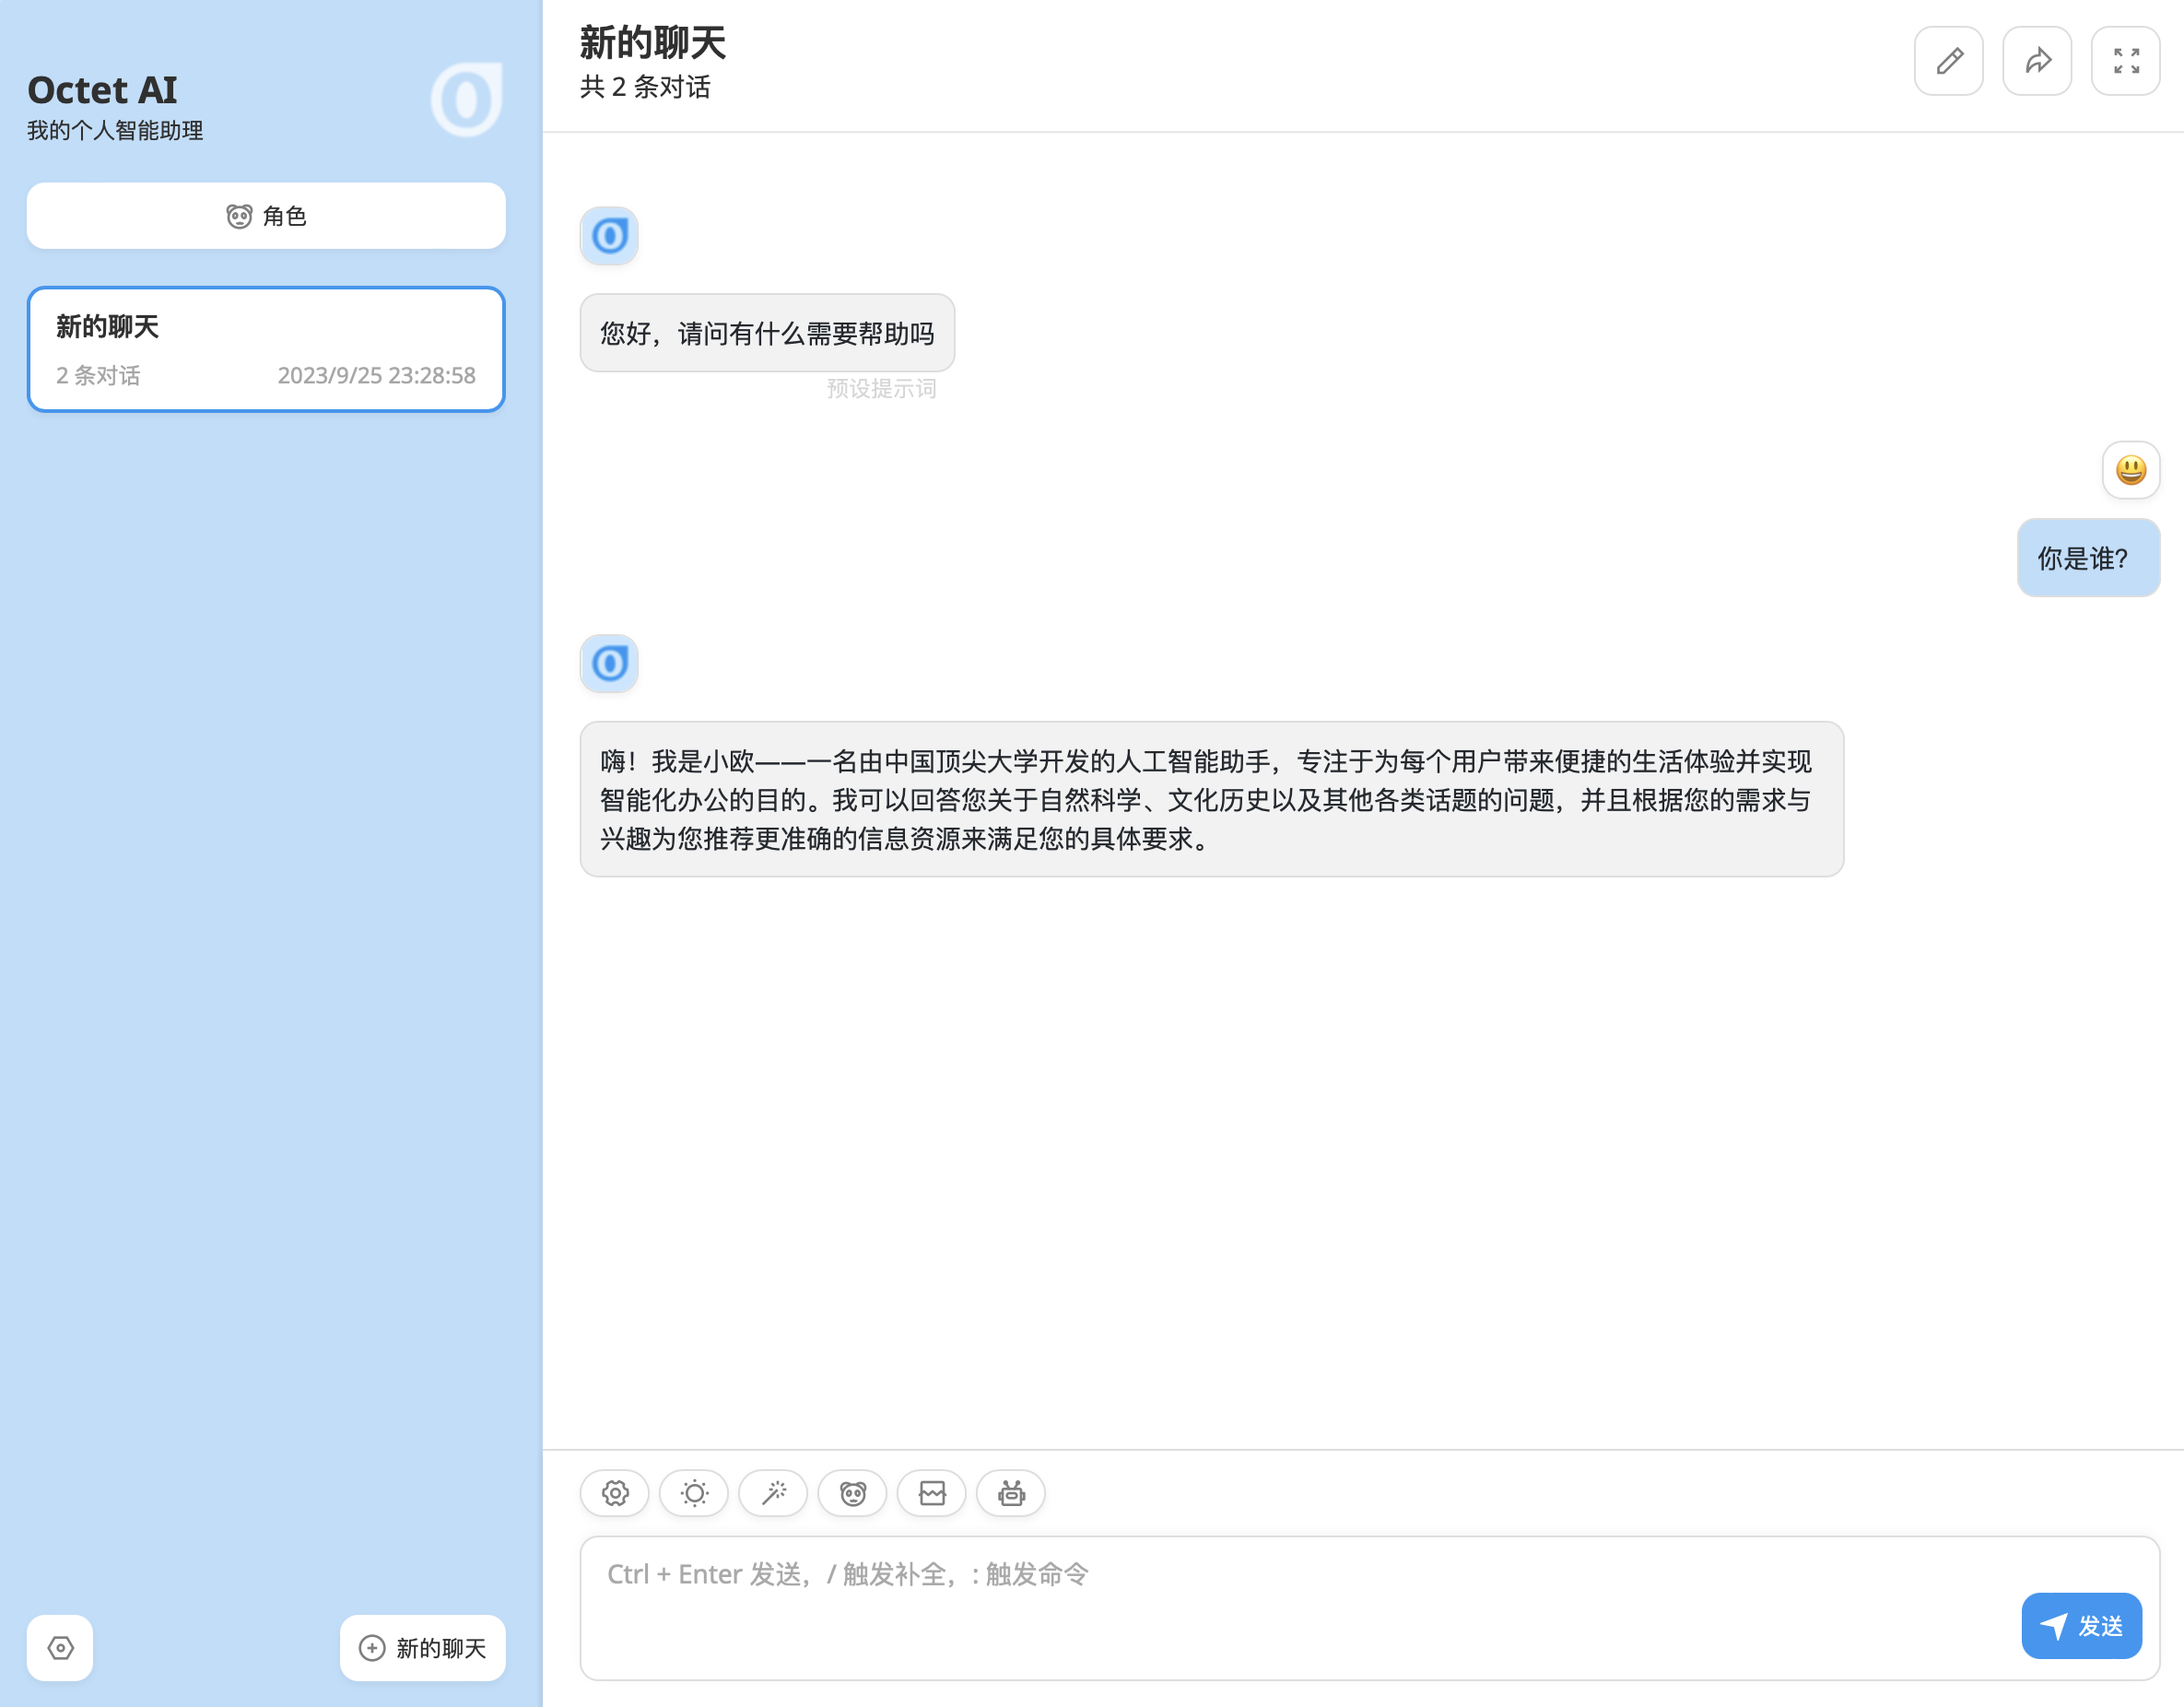 Octet AI
我的个人智能助理
角色
新的聊天
2 条对话 2023/9/25 23:28:58
新的聊天
新的聊天
共 2 条对话
您好，请问有什么需要帮助吗
预设提示词
你是谁？
嗨！我是小欧——一名由中国顶尖大学开发的人工智能助手，专注于为每个用户带来便捷的生活体验并实现
智能化办公的目的。我可以回答您关于自然科学、文化历史以及其他各类话题的问题，并且根据您的需求与
兴趣为您推荐更准确的信息资源来满足您的具体要求。
Ctrl + Enter 发送，/ 触发补全，: 触发命令
发送